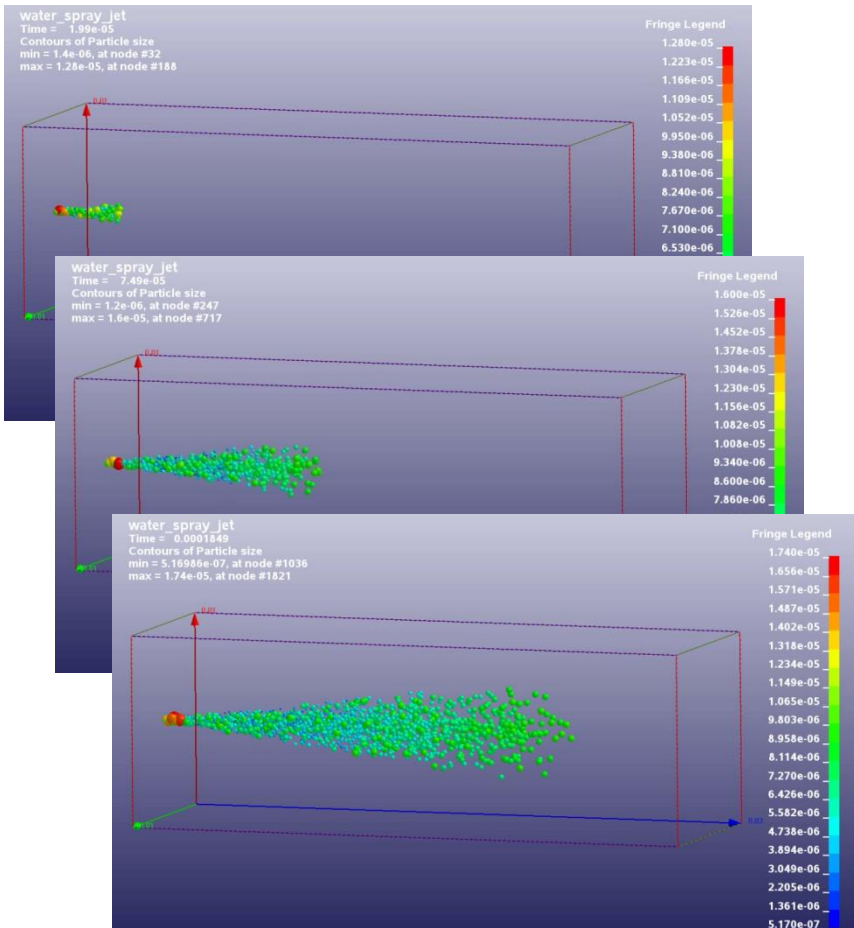 water_spray_jet
Time = 1.99e-05
Contours of Particle size
min = 1.4e-06, at node #32
max = 1.28e-05, at node #188
Fringe Legend
1.280e-05
1.223e-05
1.166e-05
1.109e-05
1.052e-05
9.950e-06
9.380e-06
8.810e-06
8.240e-06
7.670e-06
7.100e-06
6.530e-06
0.03
water_spray_jet
Time = 7.49e-05
Contours of Particle size
min = 1.2e-06, at node #247
max = 1.6e-05, at node #717
Fringe Legend
1.600e-05
1.526e-05
1.452e-05
1.378e-05
1.304e-05
1.230e-05
1.156e-05
1.082e-05
1.008e-05
9.340e-06
8.600e-06
7.860e-06
0.03
water_spray_jet
Time = 0.0001849
Contours of Particle size
min = 5.16986e-07, at node #1036
max = 1.74e-05, at node #1821
Fringe Legend
1.740e-05
1.656e-05
1.571e-05
1.487e-05
1.402e-05
1.318e-05
1.234e-05
1.149e-05
1.065e-05
9.803e-06
8.958e-06
8.114e-06
7.270e-06
6.426e-06
5.582e-06
4.738e-06
3.894e-06
3.049e-06
2.205e-06
1.361e-06
5.170e-07
0.03
0.03